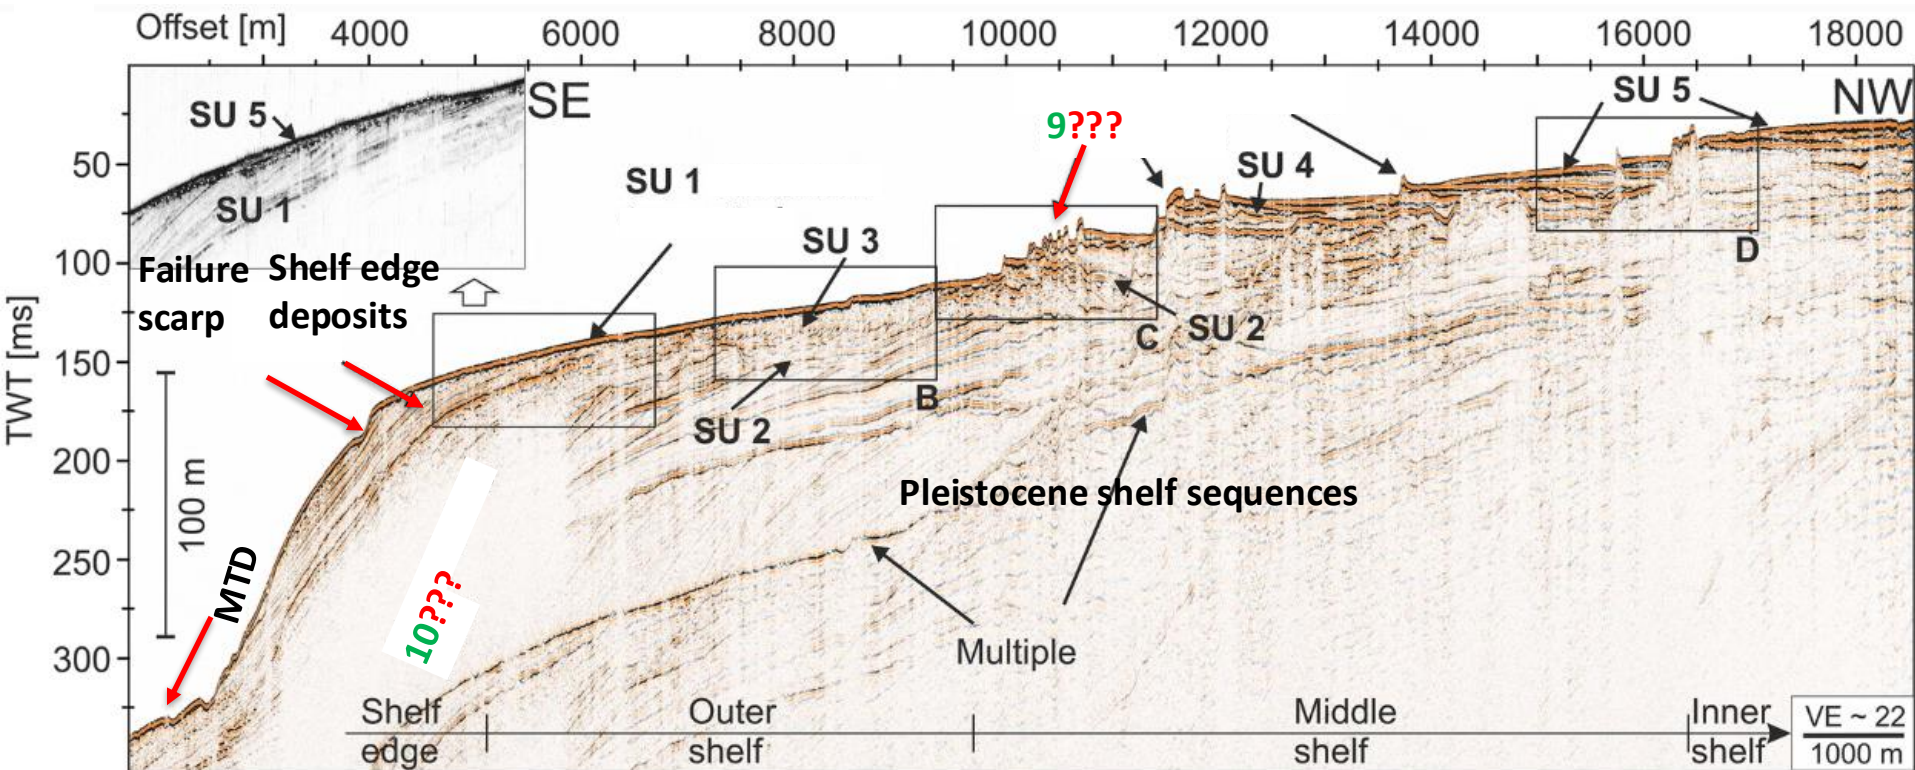 Offset [m] 4000 6000 8000 10000 12000 14000 16000 18000
SE
NW
SU 5
SU 1
9???
SU 5
SU 4
SU 1
SU 3
SU 2
SU 2
B
C
D
Failure
scarp
Shelf edge
deposits
TWT [ms]
50
100
150
200
250
300
100 m
MTD
10???
Pleistocene shelf sequences
Multiple
Shelf
edge
Outer
shelf
Middle
shelf
Inner
shelf
VE ~ 22
1000 m